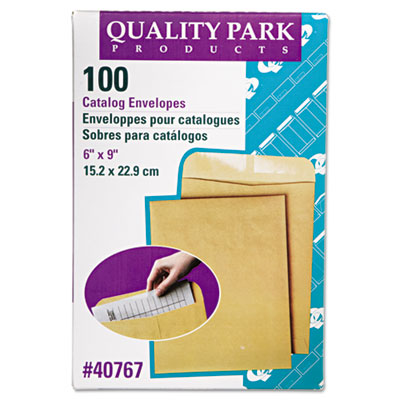 QUALITY PARK
PRODUCTS
100
Catalog Envelopes
Enveloppes pour catalogues
Sobres para catálogos
6" x 9"
15.2 x 22.9 cm
#40767